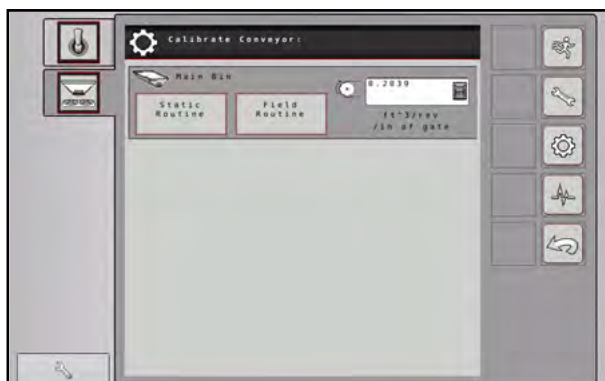 Calibrate Conveyor:
Main Bin
Static
Routine
Field
Routine
0.2039
ft^3/rev
/in of gate